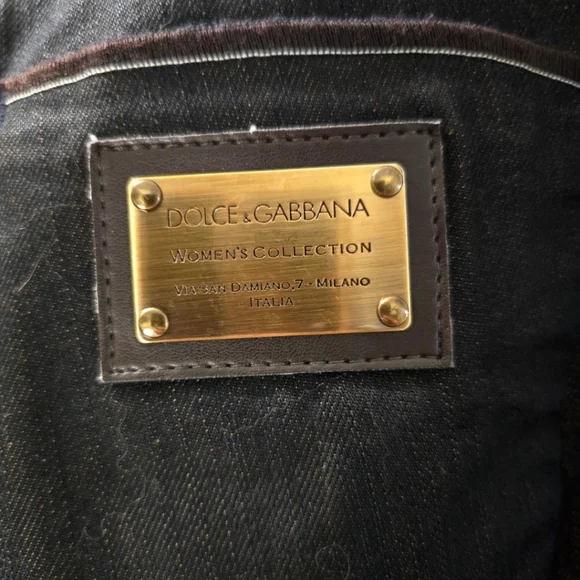 DOLCE & GABBANA
WOMEN'S COLLECTION
VIA SAN DAMIANO,7 - MILANO
ITALIA